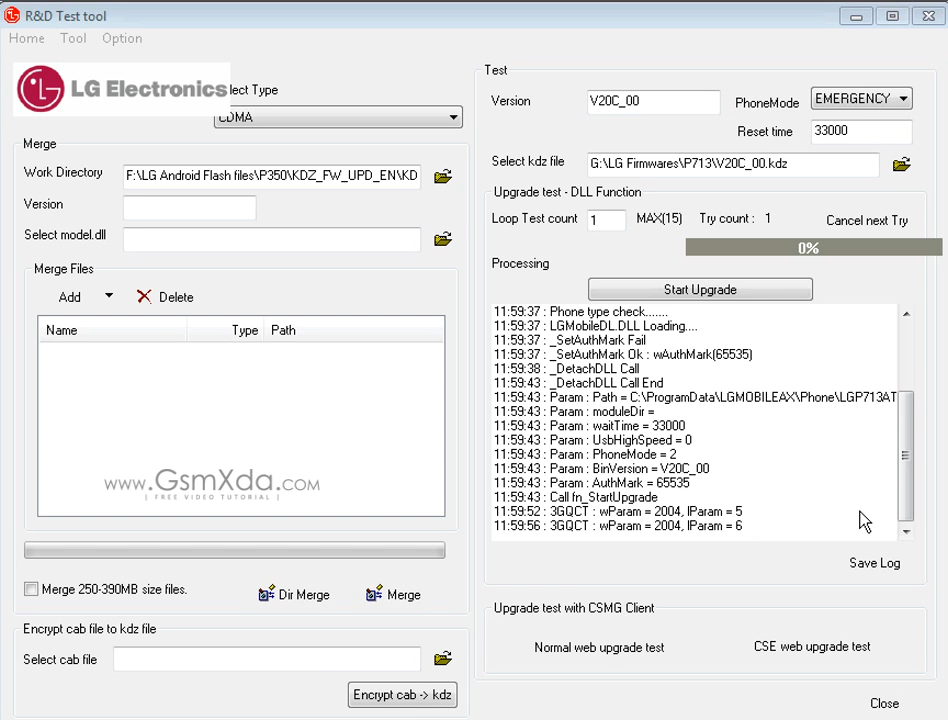 R&D Test tool
Home Tool Option
LG Electronics
lect Type
CDMA
Merge
Work Directory
F:\LG Android Flash files\P350\KDZ_FW_UPD_EN\KD
Version
Select model.dll
Merge Files
Add
Delete
Name Type Path
www.GsmXda.com
| FREE VIDEO TUTORIAL |
Merge 250-390MB size files.
Dir Merge
Merge
Encrypt cab file to kdz file
Select cab file
Encrypt cab -> kdz
Test
Version
V20C_00
PhoneMode
EMERGENCY
Reset time
33000
Select kdz file
G:\LG Firmwares\P713\V20C_00.kdz
Upgrade test - DLL Function
Loop Test count
1
MAX(15)
Try count : 1
Cancel next Try
0%
Processing
Start Upgrade
11:59:37 : Phone type check.......
11:59:37 : LGMobileDL.DLL Loading....
11:59:37 : _SetAuthMark Fail
11:59:37 : _SetAuthMark Ok : wAuthMark(65535)
11:59:38 : _DetachDLL Call
11:59:43 : _DetachDLL Call End
11:59:43 : Param : Path = C:\ProgramData\LGMOBILEAX\Phone\LGP713AT
11:59:43 : Param : moduleDir =
11:59:43 : Param : waitTime = 33000
11:59:43 : Param : UsbHighSpeed = 0
11:59:43 : Param : PhoneMode = 2
11:59:43 : Param : BinVersion = V20C_00
11:59:43 : Param : AuthMark = 65535
11:59:43 : Call fn_StartUpgrade
11:59:52 : 3GQCT : wParam = 2004, lParam = 5
11:59:56 : 3GQCT : wParam = 2004, lParam = 6
Save Log
Upgrade test with CSMG Client
Normal web upgrade test
CSE web upgrade test
Close